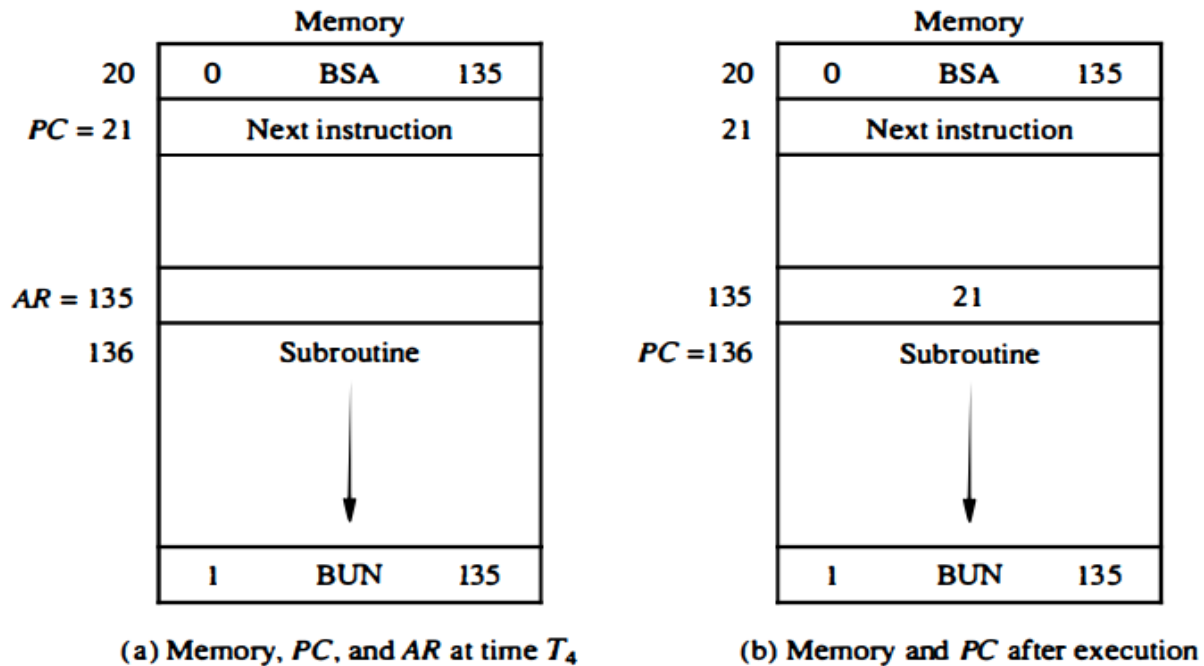 Memory
20 0 BSA 135
PC = 21 Next instruction
AR = 135
136 Subroutine
1 BUN 135
(a) Memory, PC, and AR at time T4
Memory
20 0 BSA 135
21 Next instruction
135 21
PC =136 Subroutine
1 BUN 135
(b) Memory and PC after execution